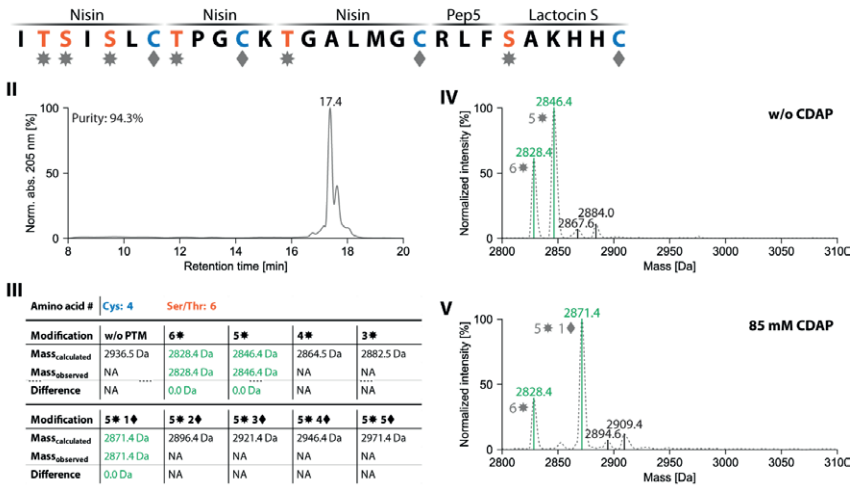 Nisin Nisin Nisin Pep5 Lactocin S
I T S I S L C T P G C K T G A L M G C R L F S A K H H C
II
Purity: 94.3%
17.4
Norm. abs. 205 nm [%]
100
50
0
8 10 12 14 16 18 20
Retention time [min]
IV
w/o CDAP
2846.4
5✸
2828.4
6✸
2867.6
2884.0
Normalized intensity [%]
100
50
0
2800 2850 2900 2950 3000 3050 310
Mass [Da]
III
Amino acid # Cys: 4 Ser/Thr: 6
Modification w/o PTM 6✸ 5✸ 4✸ 3✸
Mass calculated 2936.5 Da 2828.4 Da 2846.4 Da 2864.5 Da 2882.5 Da
Mass observed NA 2828.4 Da 2846.4 Da NA NA
Difference NA 0.0 Da 0.0 Da NA NA
Modification 5✸ 1♦ 5✸ 2♦ 5✸ 3♦ 5✸ 4♦ 5✸ 5♦
Mass calculated 2871.4 Da 2896.4 Da 2921.4 Da 2946.4 Da 2971.4 Da
Mass observed 2871.4 Da NA NA NA NA
Difference 0.0 Da NA NA NA NA
V
85 mM CDAP
2871.4
5✸ 1♦
2828.4
6✸
2894.6
2909.4
Normalized intensity [%]
100
50
0
2800 2850 2900 2950 3000 3050 310
Mass [Da]